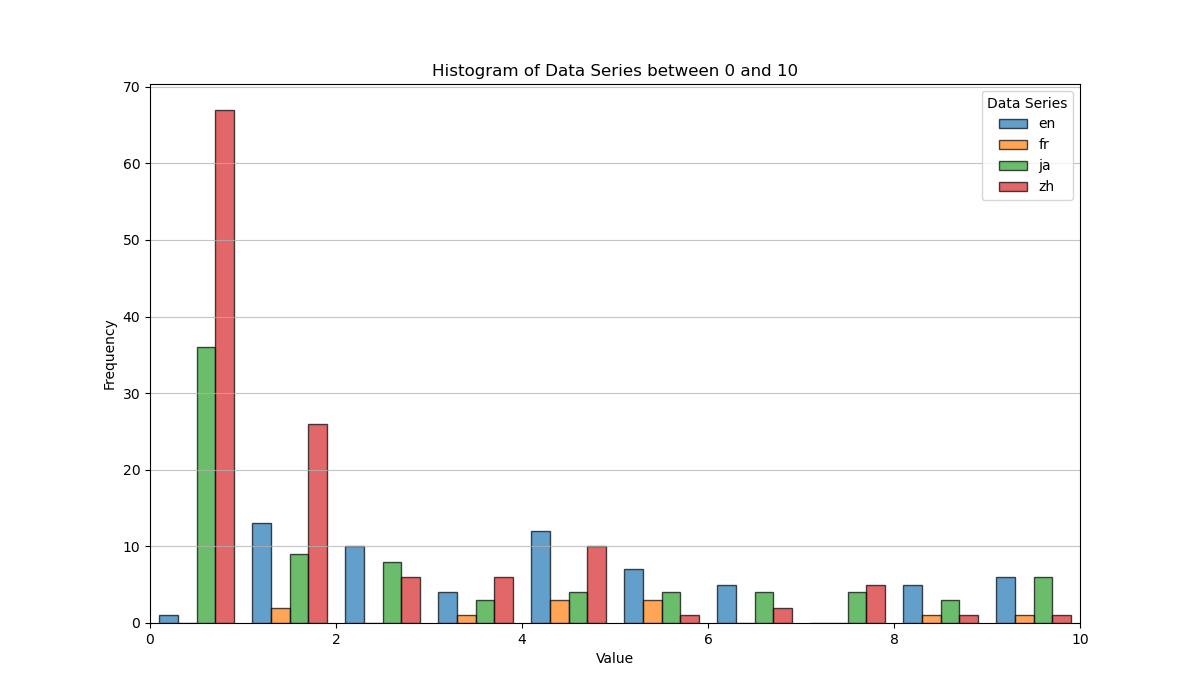 Histogram of Data Series between 0 and 10
70
60
50
40
30
20
10
0
Frequency
Data Series
en
fr
ja
zh
0 2 4 6 8 10
Value